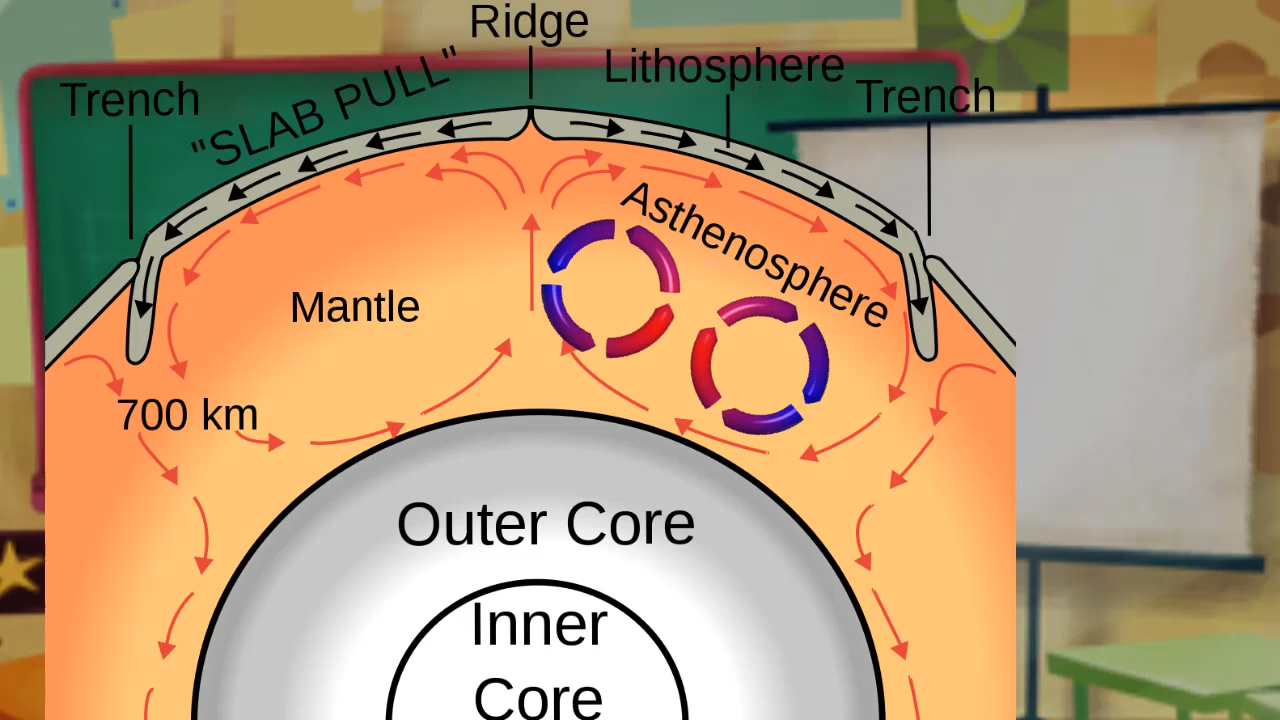 Ridge
Trench
"SLAB PULL"
Lithosphere
Trench
Asthenosphere
Mantle
700 km
Outer Core
Inner
Core